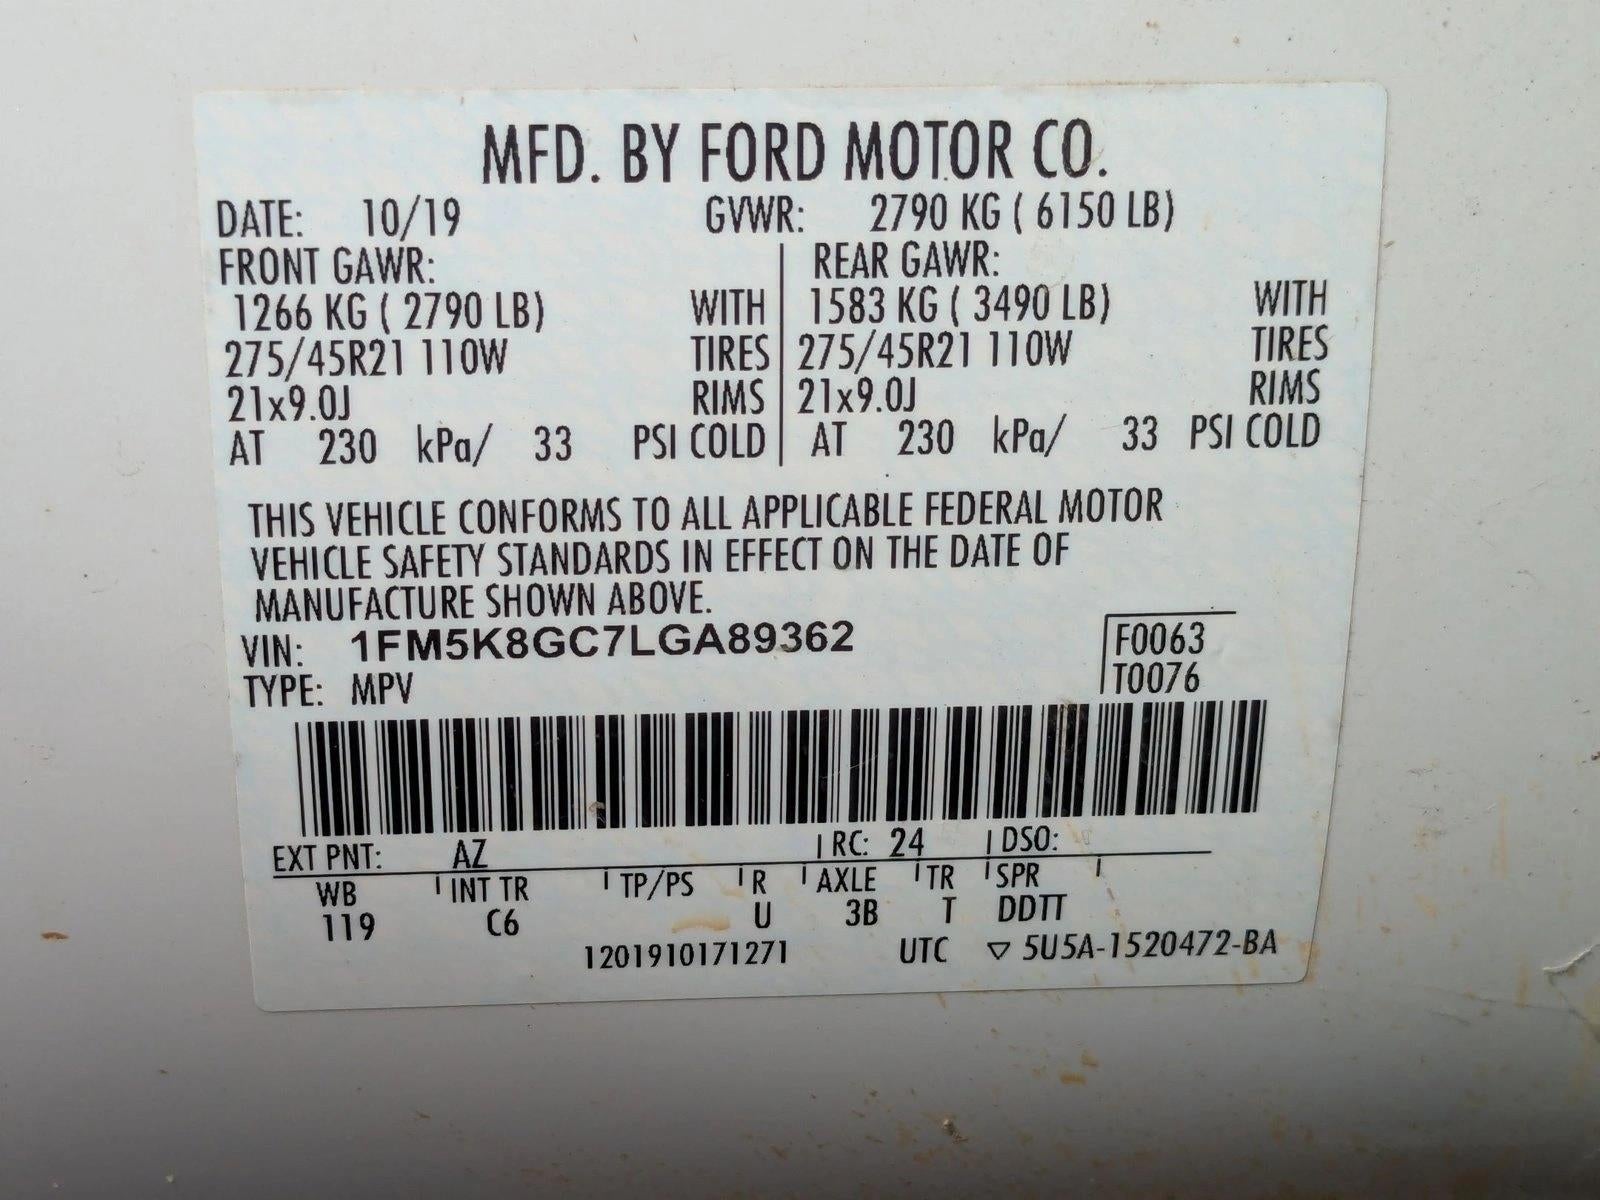 MFD. BY FORD MOTOR CO.
DATE: 10/19 GVWR: 2790 KG ( 6150 LB)
FRONT GAWR: REAR GAWR:
1266 KG ( 2790 LB) WITH 1583 KG ( 3490 LB) WITH
275/45R21 110W TIRES 275/45R21 110W TIRES
21x9.0J RIMS 21x9.0J RIMS
AT 230 kPa/ 33 PSI COLD AT 230 kPa/ 33 PSI COLD
THIS VEHICLE CONFORMS TO ALL APPLICABLE FEDERAL MOTOR
VEHICLE SAFETY STANDARDS IN EFFECT ON THE DATE OF
MANUFACTURE SHOWN ABOVE.
VIN: 1FM5K8GC7LGA89362 F0063
TYPE: MPV T0076
EXT PNT: AZ RC: 24 DSO:
WB INT TR TP/PS R AXLE TR SPR
119 C6 U 3B T DDTT
1201910171271 UTC ▽ 5U5A-1520472-BA